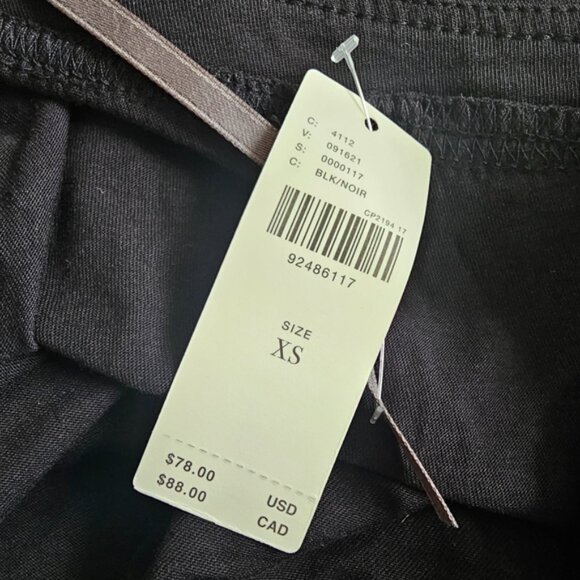 C: 4112
V: 091621
S: 0000117
C: BLK/NOIR
CP2194 17
92486117
SIZE
XS
$78.00 USD
$88.00 CAD